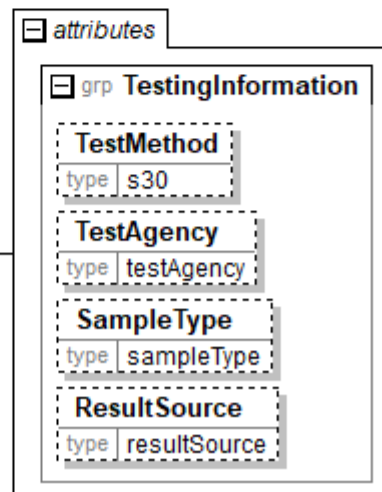 attributes
grp TestingInformation
TestMethod
type s30
TestAgency
type testAgency
SampleType
type sampleType
ResultSource
type resultSource